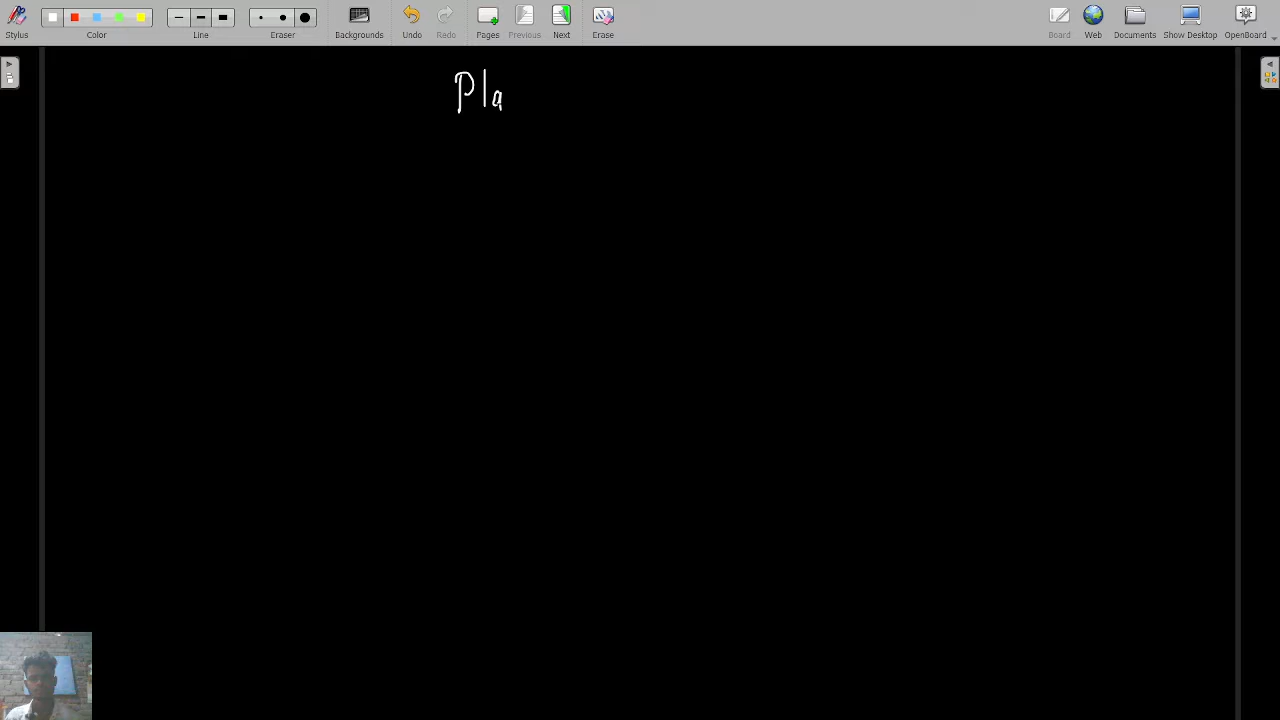 Stylus
Color
Line
Eraser
Backgrounds
Undo
Redo
Pages
Previous
Next
Erase
Board
Web
Documents
Show Desktop
OpenBoard
Pla